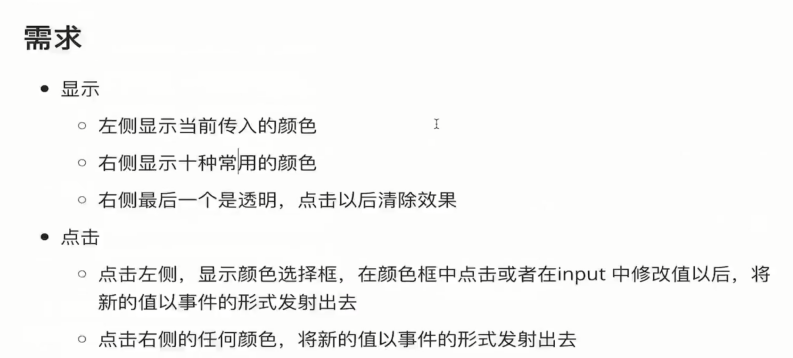 需求
显示
左侧显示当前传入的颜色
右侧显示十种常用的颜色
右侧最后一个是透明，点击以后清除效果
点击
点击左侧，显示颜色选择框，在颜色框中点击或者在input 中修改值以后，将
新的值以事件的形式发射出去
点击右侧的任何颜色，将新的值以事件的形式发射出去